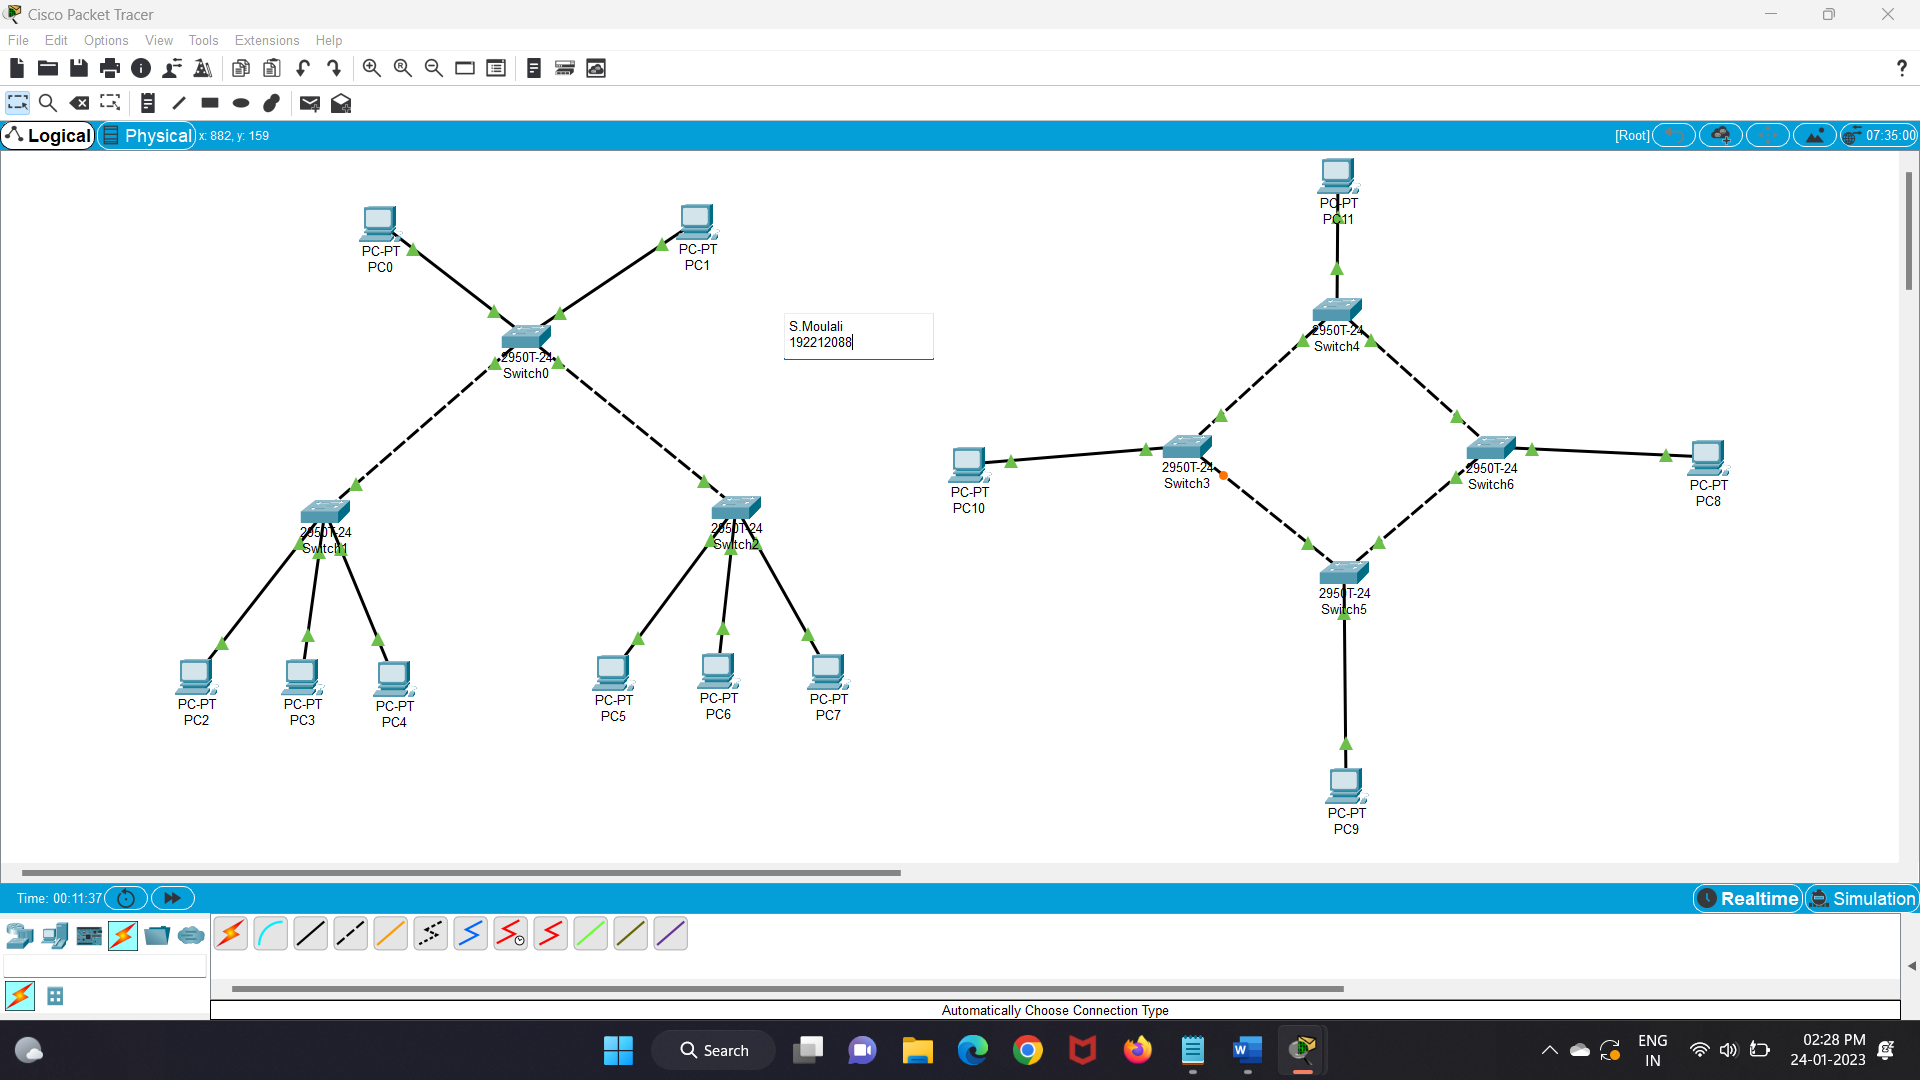 Cisco Packet Tracer
File Edit Options View Tools Extensions Help
?
Logical Physical x: 882, y: 159 [Root] 07:35:00
PC-PT
PC11
PC-PT
PC0
PC-PT
PC1
S.Moulali
192212088
2950T-24
Switch0
2950T-24
Switch4
2950T-24
Switch3
2950T-24
Switch6
PC-PT
PC10
PC-PT
PC8
2950T-24
Switch1
2950T-24
Switch2
2950T-24
Switch5
PC-PT
PC2
PC-PT
PC3
PC-PT
PC4
PC-PT
PC5
PC-PT
PC6
PC-PT
PC7
PC-PT
PC9
Time: 00:11:37 Realtime Simulation
Automatically Choose Connection Type
Search
ENG
IN
02:28 PM
24-01-2023